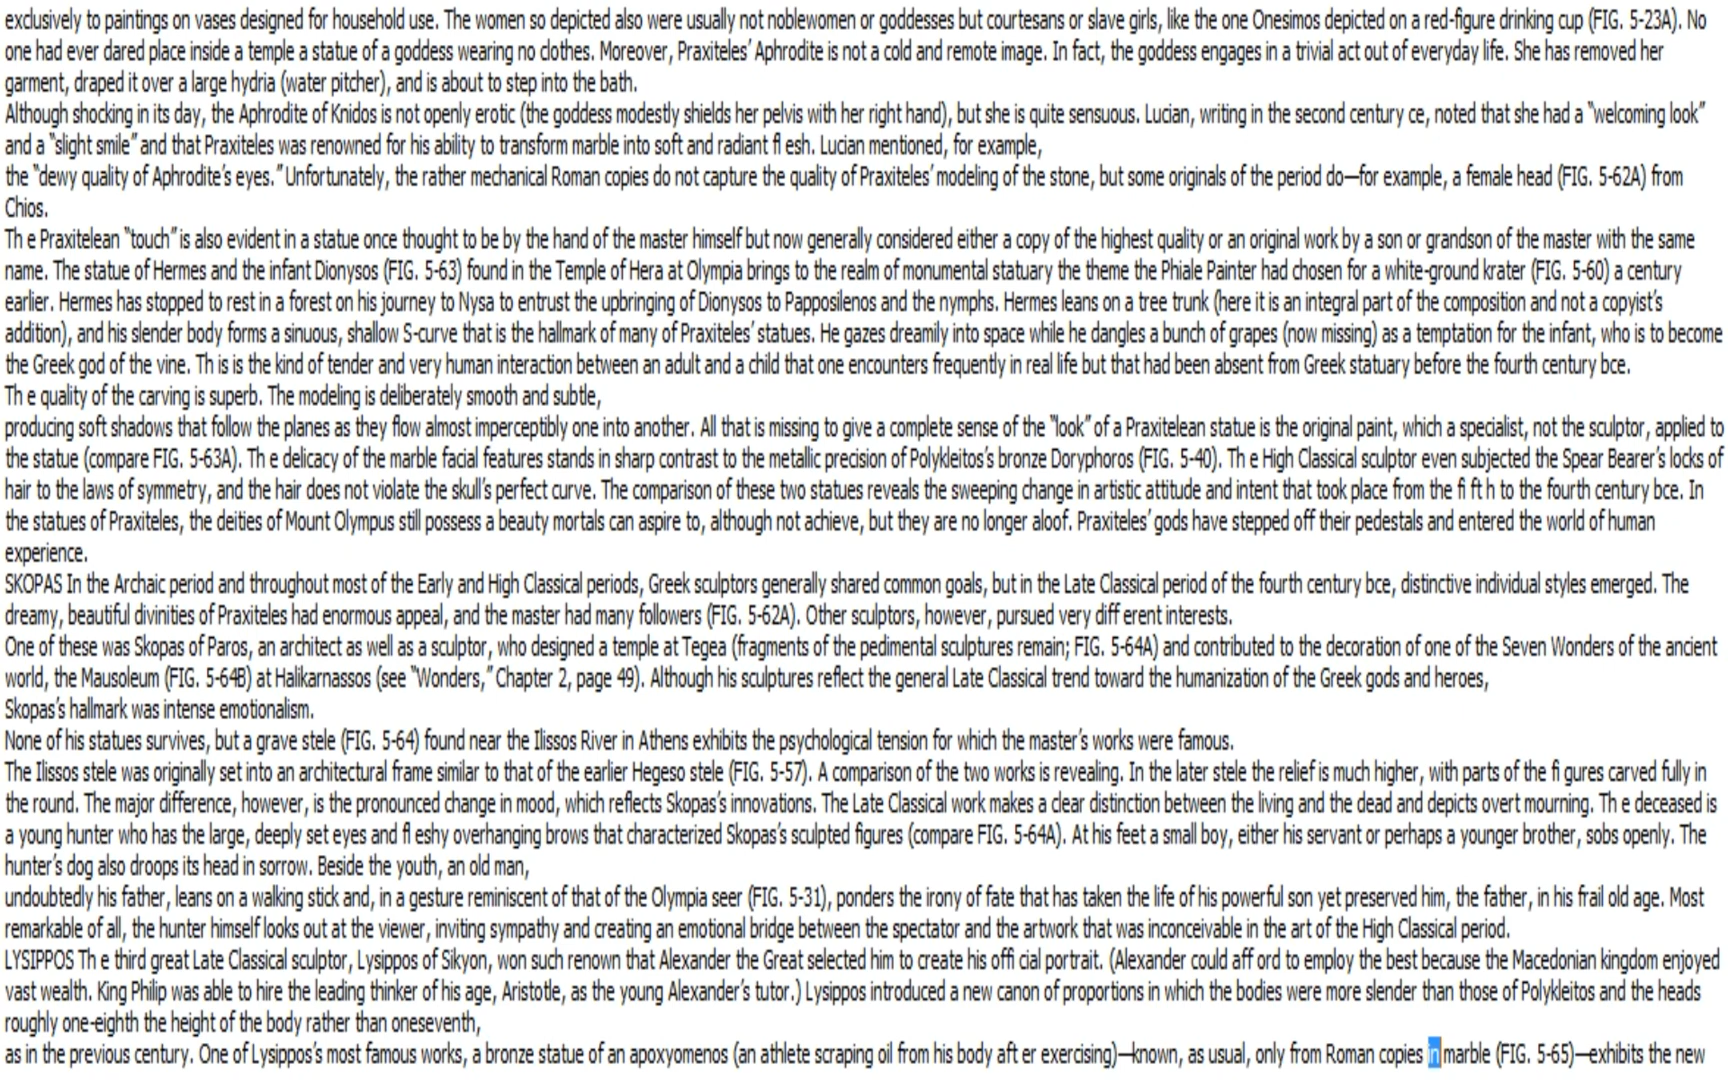 exclusively to paintings on vases designed for household use. The women so depicted also were usually not noblewomen or goddesses but courtesans or slave girls, like the one Onesimos depicted on a red-figure drinking cup (FIG. 5-23A). No
one had ever dared place inside a temple a statue of a goddess wearing no clothes. Moreover, Praxiteles’ Aphrodite is not a cold and remote image. In fact, the goddess engages in a trivial act out of everyday life. She has removed her
garment, draped it over a large hydria (water pitcher), and is about to step into the bath.
Although shocking in its day, the Aphrodite of Knidos is not openly erotic (the goddess modestly shields her pelvis with her right hand), but she is quite sensuous. Lucian, writing in the second century ce, noted that she had a “welcoming look”
and a “slight smile” and that Praxiteles was renowned for his ability to transform marble into soft and radiant fl esh. Lucian mentioned, for example,
the “dewy quality of Aphrodite’s eyes.” Unfortunately, the rather mechanical Roman copies do not capture the quality of Praxiteles’ modeling of the stone, but some originals of the period do—for example, a female head (FIG. 5-62A) from
Chios.
Th e Praxitelean “touch” is also evident in a statue once thought to be by the hand of the master himself but now generally considered either a copy of the highest quality or an original work by a son or grandson of the master with the same
name. The statue of Hermes and the infant Dionysos (FIG. 5-63) found in the Temple of Hera at Olympia brings to the realm of monumental statuary the theme the Phiale Painter had chosen for a white-ground krater (FIG. 5-60) a century
earlier. Hermes has stopped to rest in a forest on his journey to Nysa to entrust the upbringing of Dionysos to Papposilenos and the nymphs. Hermes leans on a tree trunk (here it is an integral part of the composition and not a copyist’s
addition), and his slender body forms a sinuous, shallow S-curve that is the hallmark of many of Praxiteles’ statues. He gazes dreamily into space while he dangles a bunch of grapes (now missing) as a temptation for the infant, who is to become
the Greek god of the vine. Th is is the kind of tender and very human interaction between an adult and a child that one encounters frequently in real life but that had been absent from Greek statuary before the fourth century bce.
Th e quality of the carving is superb. The modeling is deliberately smooth and subtle,
producing soft shadows that follow the planes as they flow almost imperceptibly one into another. All that is missing to give a complete sense of the “look” of a Praxitelean statue is the original paint, which a specialist, not the sculptor, applied to
the statue (compare FIG. 5-63A). Th e delicacy of the marble facial features stands in sharp contrast to the metallic precision of Polykleitos’s bronze Doryphoros (FIG. 5-40). Th e High Classical sculptor even subjected the Spear Bearer’s locks of
hair to the laws of symmetry, and the hair does not violate the skull’s perfect curve. The comparison of these two statues reveals the sweeping change in artistic attitude and intent that took place from the fi ft h to the fourth century bce. In
the statues of Praxiteles, the deities of Mount Olympus still possess a beauty mortals can aspire to, although not achieve, but they are no longer aloof. Praxiteles’ gods have stepped off their pedestals and entered the world of human
experience.
SKOPAS In the Archaic period and throughout most of the Early and High Classical periods, Greek sculptors generally shared common goals, but in the Late Classical period of the fourth century bce, distinctive individual styles emerged. The
dreamy, beautiful divinities of Praxiteles had enormous appeal, and the master had many followers (FIG. 5-62A). Other sculptors, however, pursued very diff erent interests.
One of these was Skopas of Paros, an architect as well as a sculptor, who designed a temple at Tegea (fragments of the pedimental sculptures remain; FIG. 5-64A) and contributed to the decoration of one of the Seven Wonders of the ancient
world, the Mausoleum (FIG. 5-64B) at Halikarnassos (see “Wonders,” Chapter 2, page 49). Although his sculptures reflect the general Late Classical trend toward the humanization of the Greek gods and heroes,
Skopas’s hallmark was intense emotionalism.
None of his statues survives, but a grave stele (FIG. 5-64) found near the Ilissos River in Athens exhibits the psychological tension for which the master’s works were famous.
The Ilissos stele was originally set into an architectural frame similar to that of the earlier Hegeso stele (FIG. 5-57). A comparison of the two works is revealing. In the later stele the relief is much higher, with parts of the fi gures carved fully in
the round. The major difference, however, is the pronounced change in mood, which reflects Skopas’s innovations. The Late Classical work makes a clear distinction between the living and the dead and depicts overt mourning. Th e deceased is
a young hunter who has the large, deeply set eyes and fl eshy overhanging brows that characterized Skopas’s sculpted figures (compare FIG. 5-64A). At his feet a small boy, either his servant or perhaps a younger brother, sobs openly. The
hunter’s dog also droops its head in sorrow. Beside the youth, an old man,
undoubtedly his father, leans on a walking stick and, in a gesture reminiscent of that of the Olympia seer (FIG. 5-31), ponders the irony of fate that has taken the life of his powerful son yet preserved him, the father, in his frail old age. Most
remarkable of all, the hunter himself looks out at the viewer, inviting sympathy and creating an emotional bridge between the spectator and the artwork that was inconceivable in the art of the High Classical period.
LYSIPPOS Th e third great Late Classical sculptor, Lysippos of Sikyon, won such renown that Alexander the Great selected him to create his offi cial portrait. (Alexander could aff ord to employ the best because the Macedonian kingdom enjoyed
vast wealth. King Philip was able to hire the leading thinker of his age, Aristotle, as the young Alexander’s tutor.) Lysippos introduced a new canon of proportions in which the bodies were more slender than those of Polykleitos and the heads
roughly one-eighth the height of the body rather than oneseventh,
as in the previous century. One of Lysippos’s most famous works, a bronze statue of an apoxyomenos (an athlete scraping oil from his body aft er exercising)—known, as usual, only from Roman copies in marble (FIG. 5-65)—exhibits the new